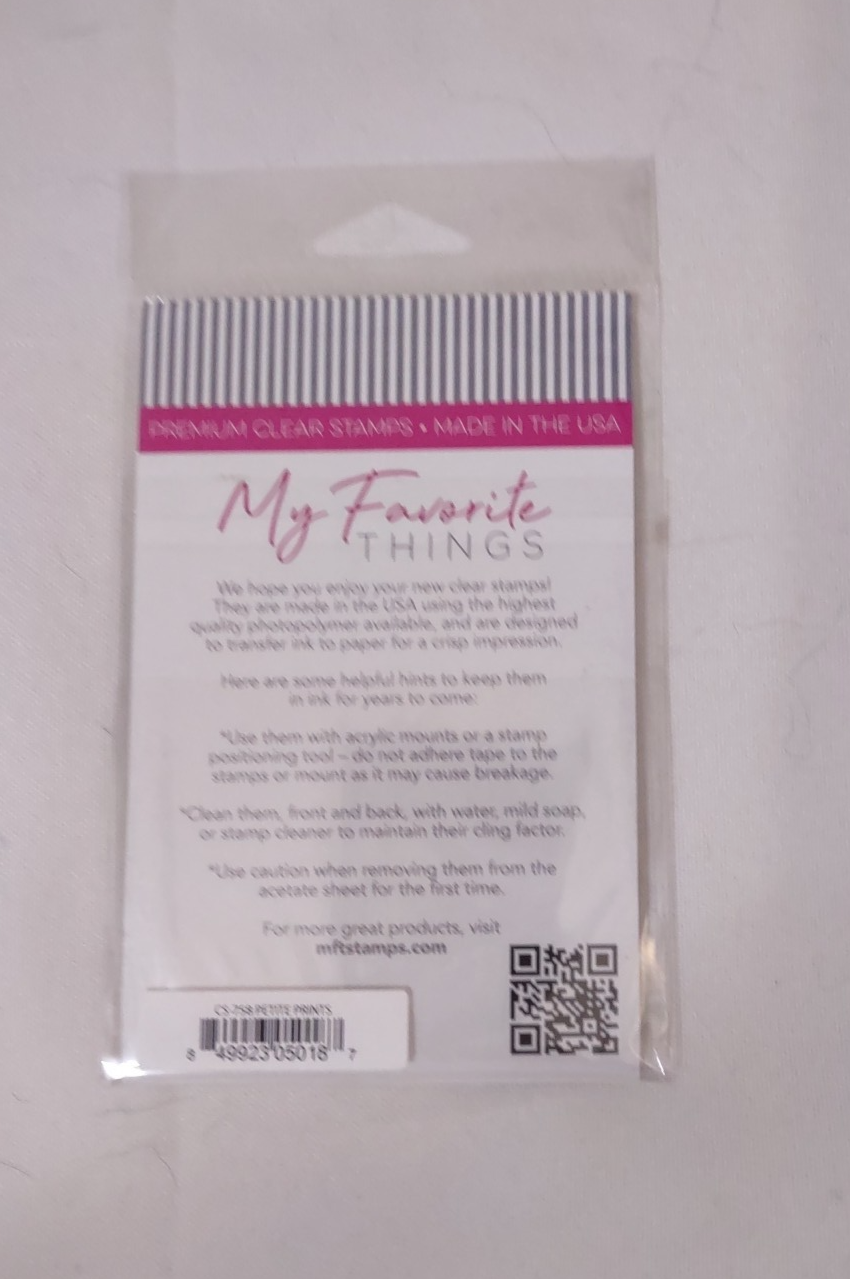 PREMIUM CLEAR STAMPS • MADE IN THE USA
My Favorite
THINGS
We hope you enjoy your new clear stamps!
They are made in the USA using the highest
quality photopolymer available, and are designed
to transfer ink to paper for a crisp impression.
Here are some helpful hints to keep them
in ink for years to come:
*Use them with acrylic mounts or a stamp
positioning tool – do not adhere tape to the
stamps or mount as it may cause breakage.
*Clean them, front and back, with water, mild soap,
or stamp cleaner to maintain their cling factor.
*Use caution when removing them from the
acetate sheet for the first time.
For more great products, visit
mftstamps.com
CS-258 PETITE PRINTS
8 49923 05018 7